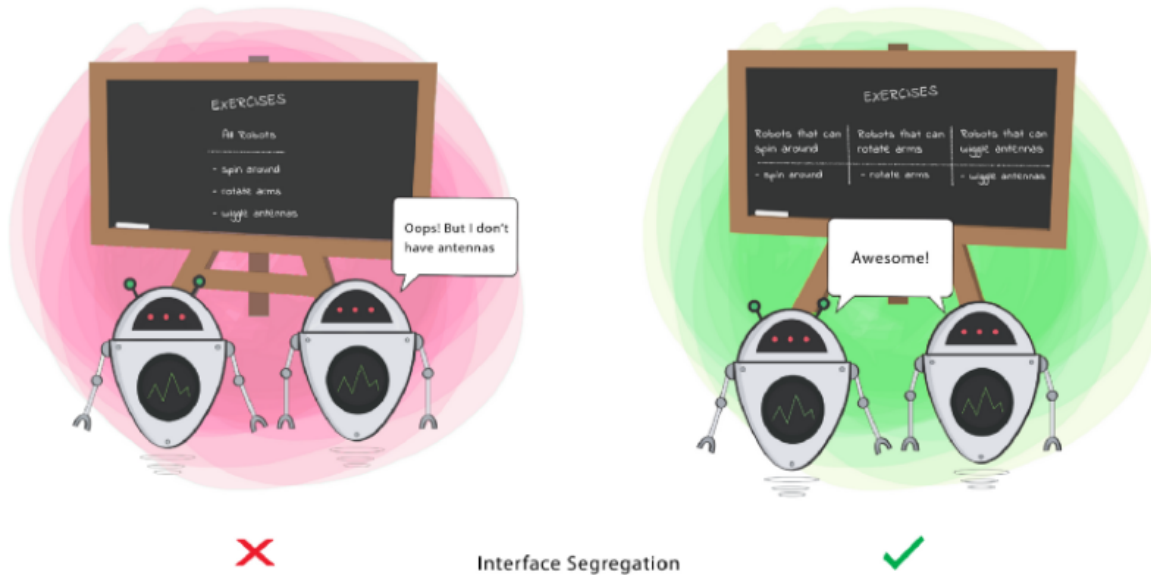 EXERCISES
All Robots
- spin around
- rotate arms
- wiggle antennas
Oops! But I don't
have antennas
EXERCISES
Robots that can
spin around
- spin around
Robots that can
rotate arms
- rotate arms
Robots that can
wiggle antennas
- wiggle antennas
Awesome!
Interface Segregation